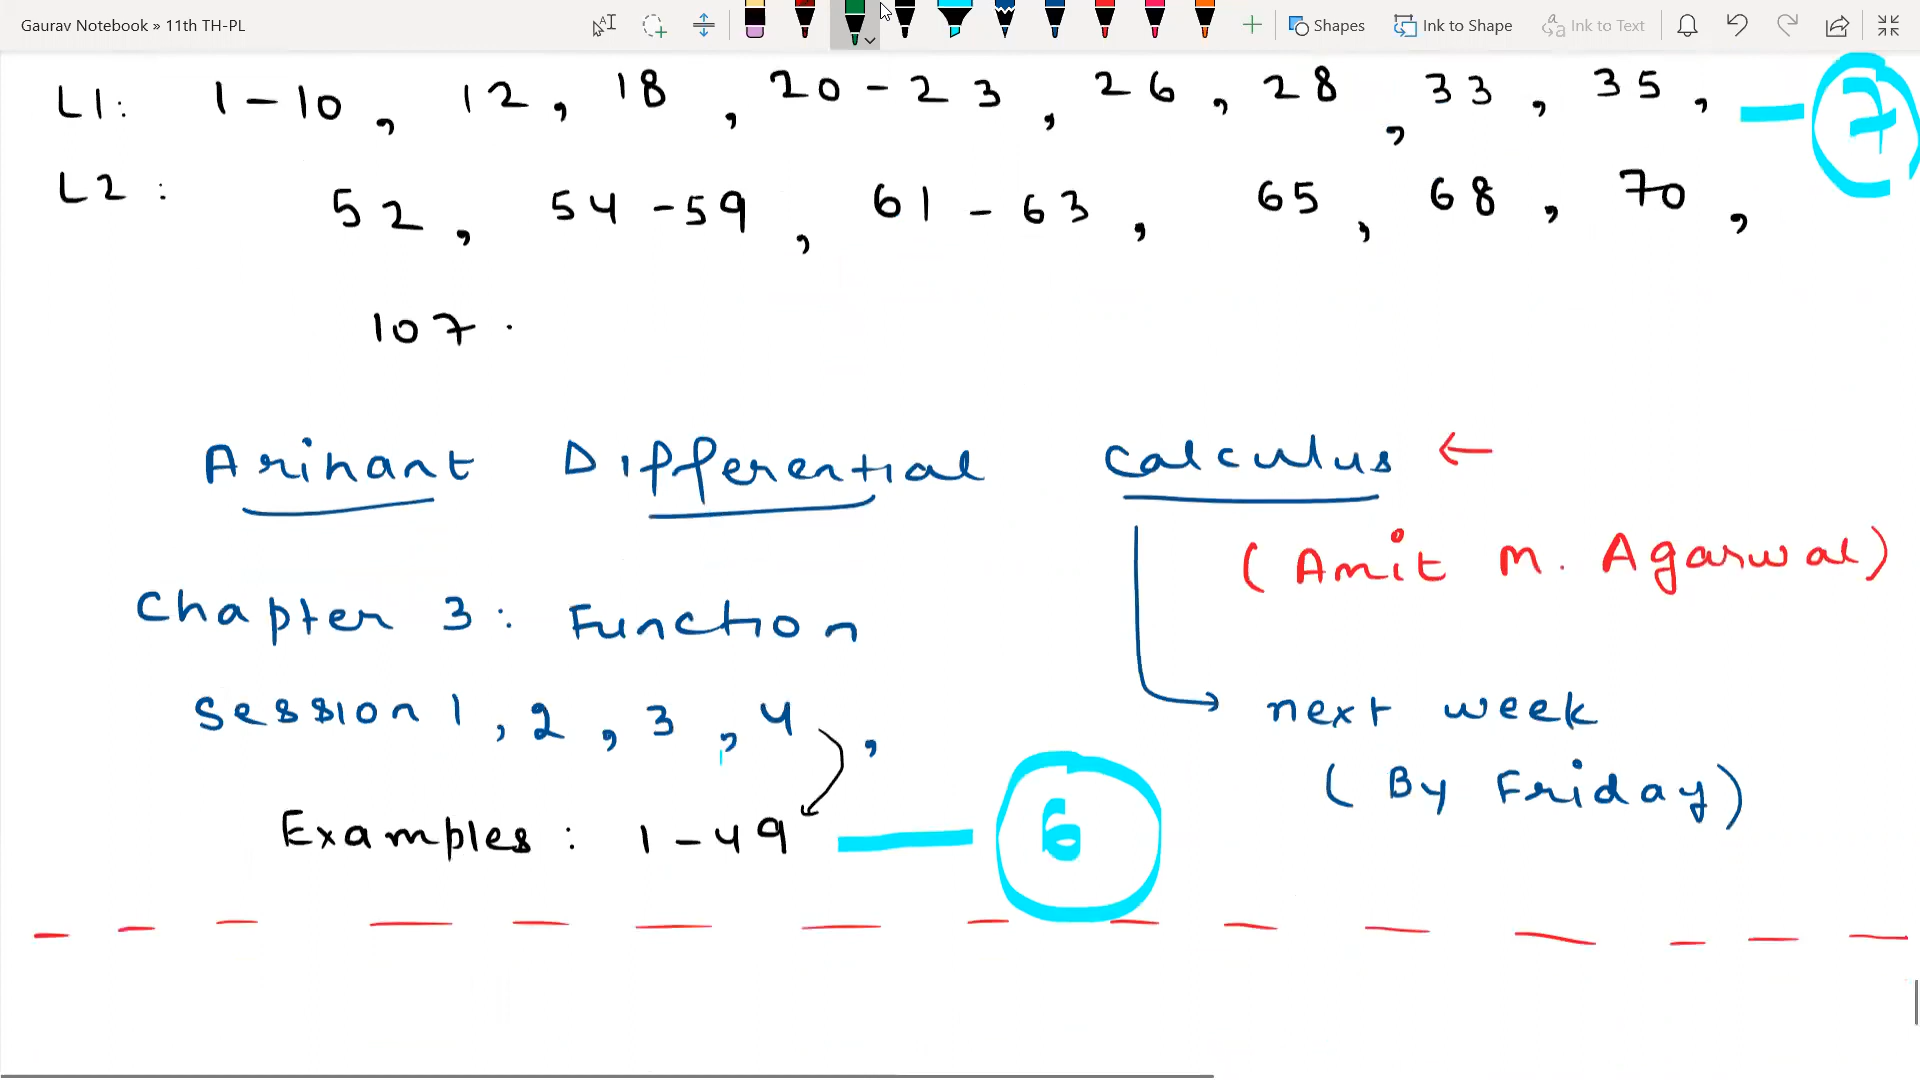 Gaurav Notebook » 11th TH-PL
Shapes Ink to Shape Ink to Text
L1: 1-10, 12, 18, 20-23, 26, 28, 33, 35, - 7
L2: 52, 54-59, 61-63, 65, 68, 70,
107.
Arihant Differential Calculus ←
(Amit M. Agarwal)
Chapter 3: Function
Session 1, 2, 3, 4,
next week
(By Friday)
Examples: 1-49 - 6